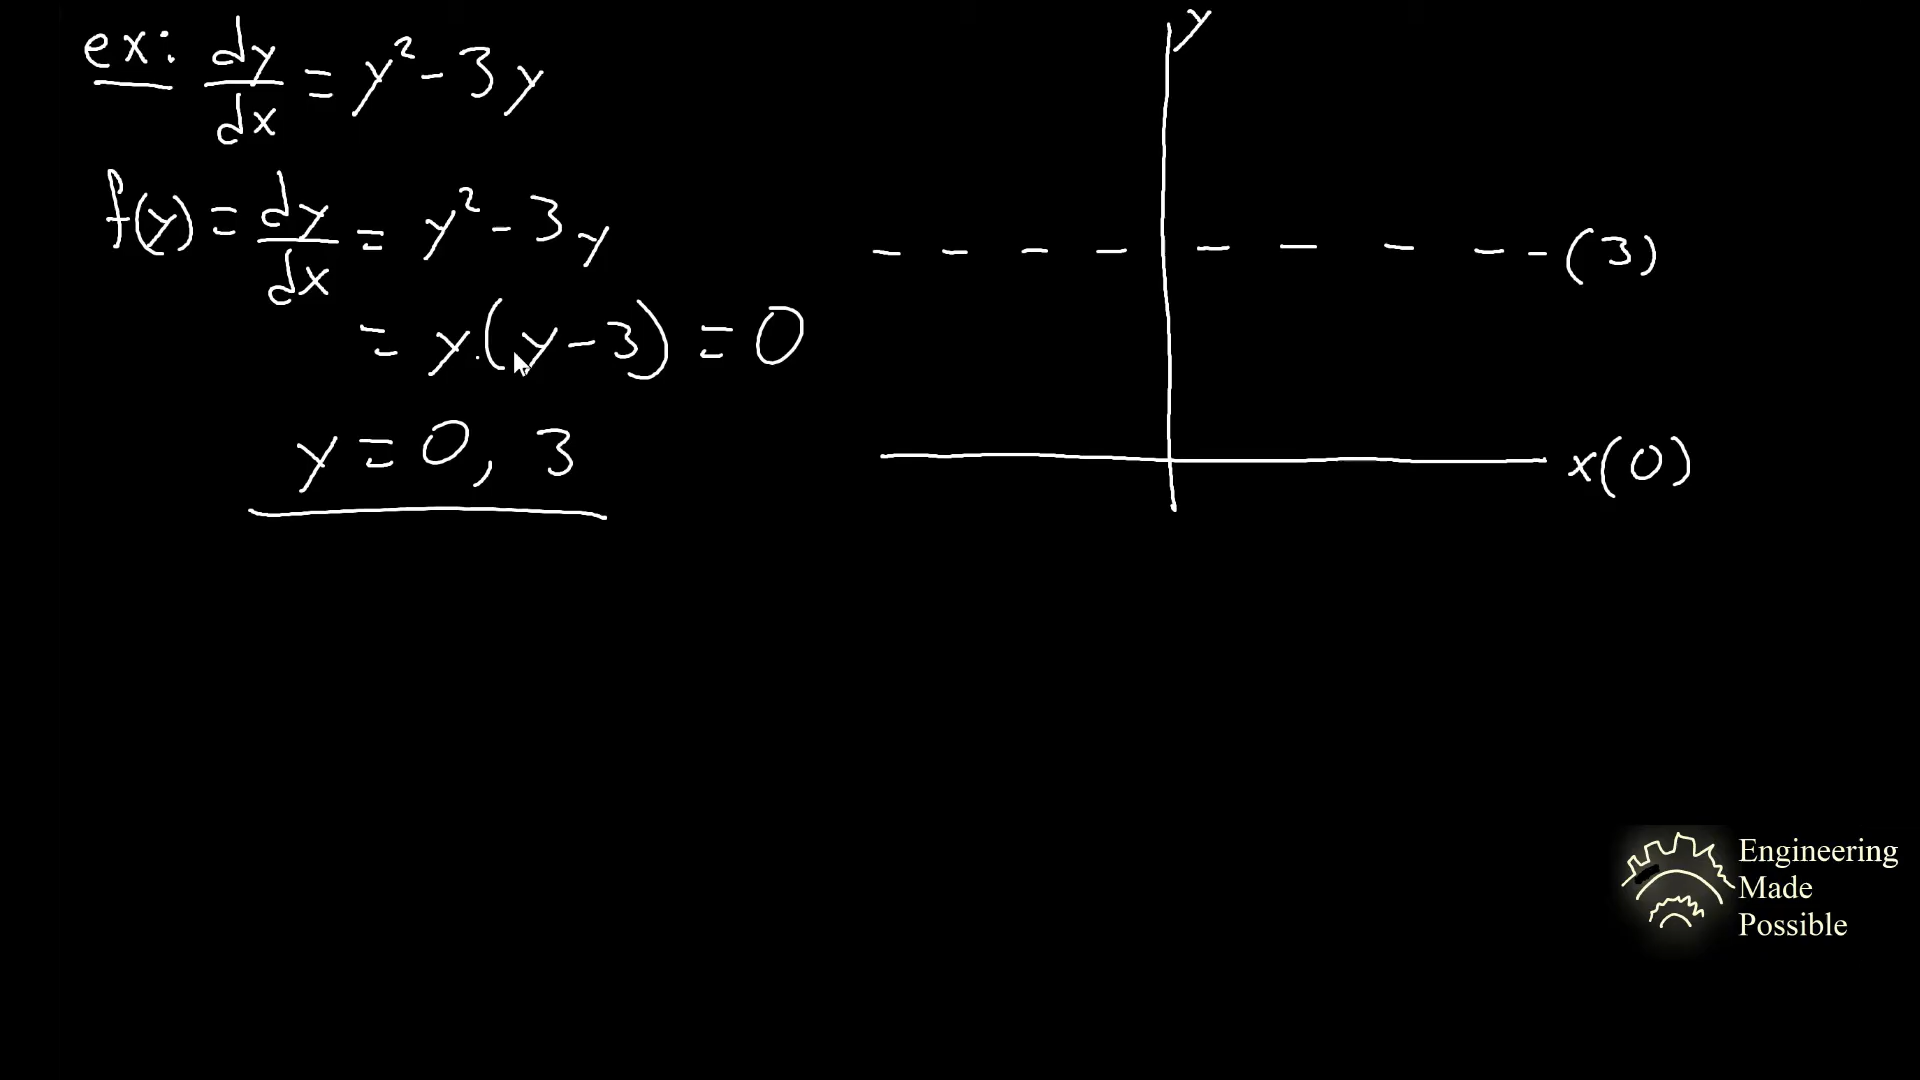 ex: dy/dx = y² - 3y
f(y) = dy/dx = y² - 3y
= y.(y - 3) = 0
y = 0, 3
y
(3)
x(0)
Engineering
Made
Possible